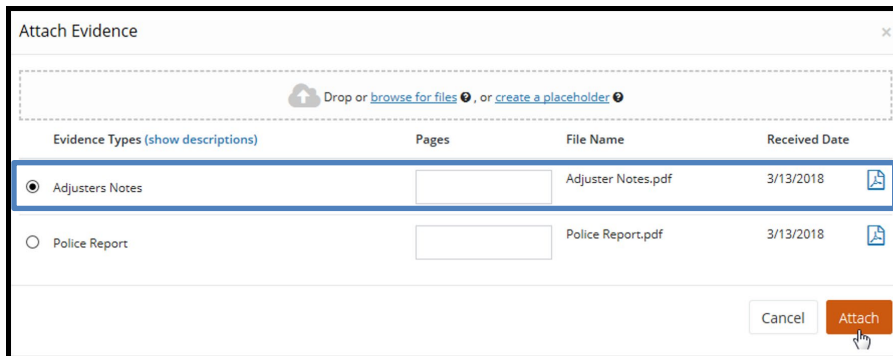 Attach Evidence ×
Drop or browse for files ?, or create a placeholder ?
Evidence Types (show descriptions) Pages File Name Received Date
Adjusters Notes Adjuster Notes.pdf 3/13/2018
Police Report Police Report.pdf 3/13/2018
Cancel Attach